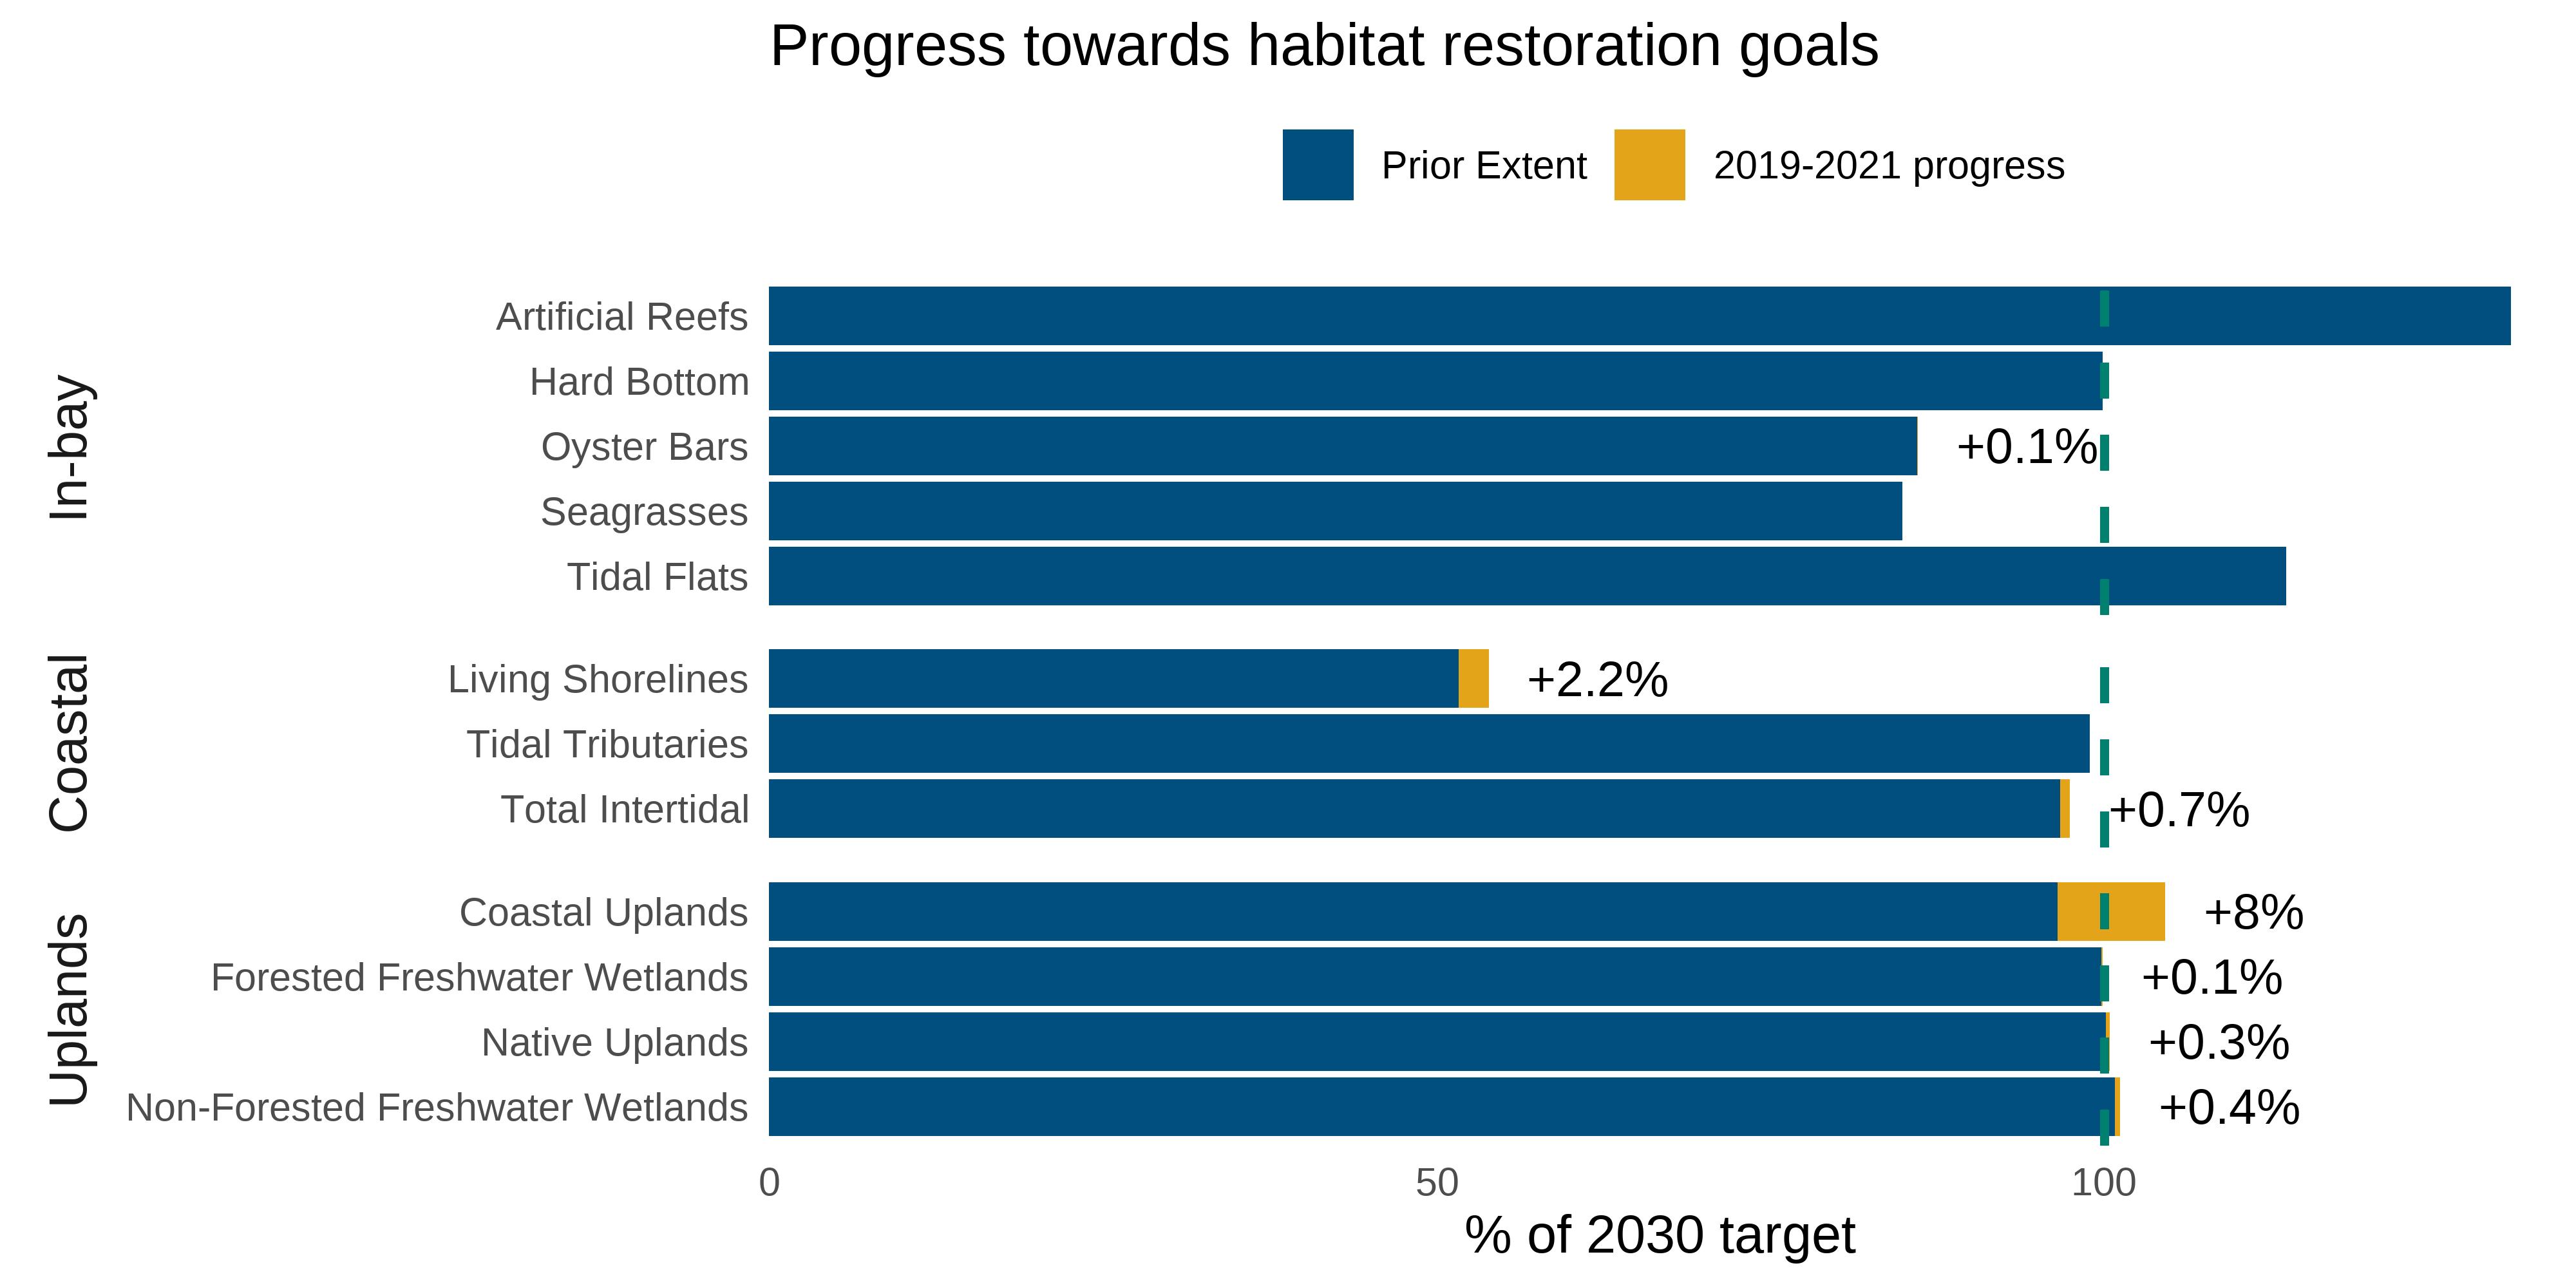 Progress towards habitat restoration goals
Prior Extent 2019-2021 progress
In-bay
Artificial Reefs
Hard Bottom
Oyster Bars +0.1%
Seagrasses
Tidal Flats
Coastal
Living Shorelines +2.2%
Tidal Tributaries
Total Intertidal +0.7%
Uplands
Coastal Uplands +8%
Forested Freshwater Wetlands +0.1%
Native Uplands +0.3%
Non-Forested Freshwater Wetlands +0.4%
0 50 100
% of 2030 target